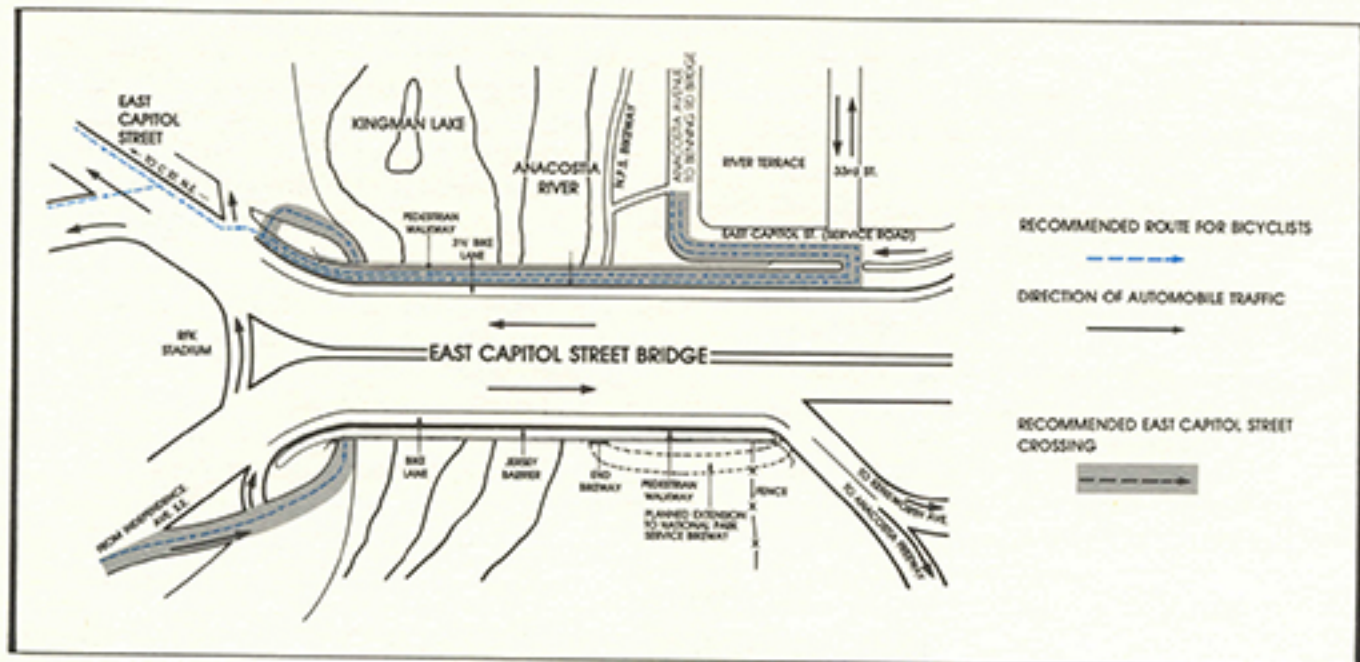 EAST
CAPITOL
STREET
TO C ST. N.E.
KINGMAN LAKE
ANACOSTIA
RIVER
N.P.S. BIKEWAY
ANACOSTIA AVENUE
TO BENNING RD BRIDGE
RIVER TERRACE
33RD ST.
PEDESTRIAN
WALKWAY
BIKE
LANE
EAST CAPITOL ST. (SERVICE ROAD)
RFK
STADIUM
EAST CAPITOL STREET BRIDGE
BIKE
LANE
JERSEY
BARRIER
END
BIKEWAY
PEDESTRIAN
WALKWAY
FENCE
PLANNED EXTENSION
TO NATIONAL PARK
SERVICE BIKEWAY
FROM INDEPENDENCE
AVE. S.E.
TO KENILWORTH AVE.
TO ANACOSTIA FREEWAY
RECOMMENDED ROUTE FOR BICYCLISTS
DIRECTION OF AUTOMOBILE TRAFFIC
RECOMMENDED EAST CAPITOL STREET
CROSSING